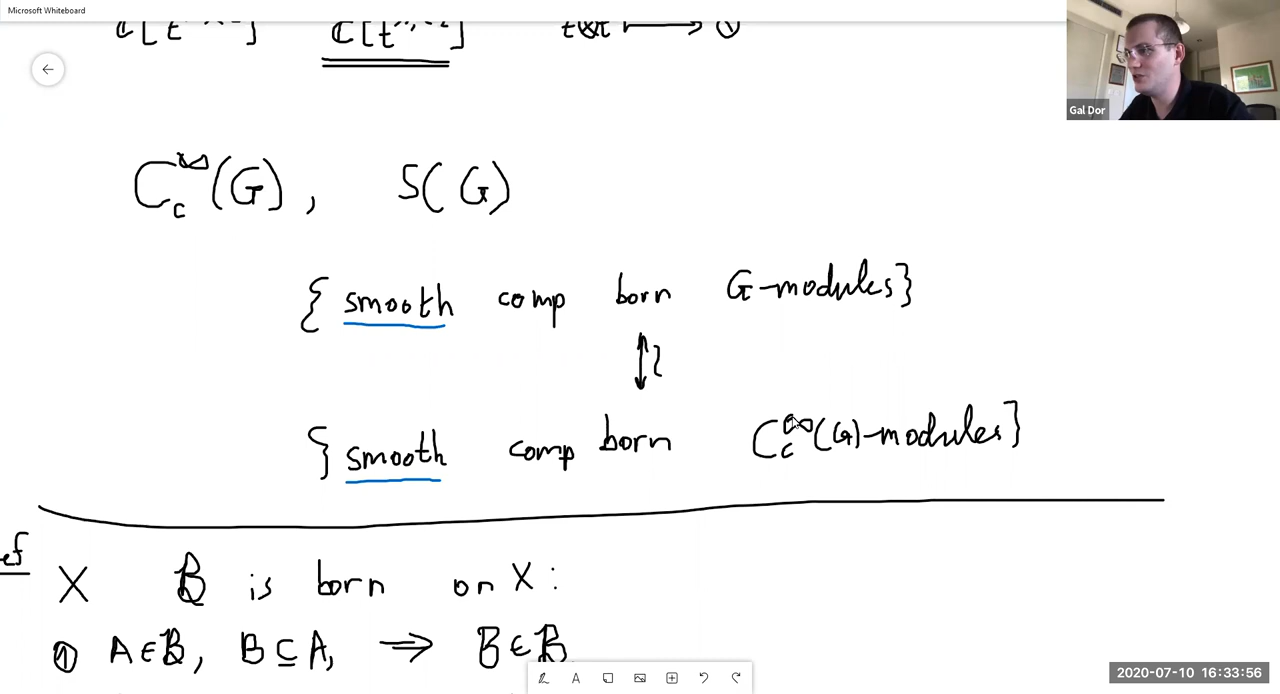 Microsoft Whiteboard
C_c^∞(G), S(G)
Gal Dor
{ smooth comp born G-modules}
↕≀
{ smooth comp born C_c^∞(G)-modules}
X B is born on X:
① A∈B, B⊆A, ⇒ B∈B
2020-07-10 16:33:56